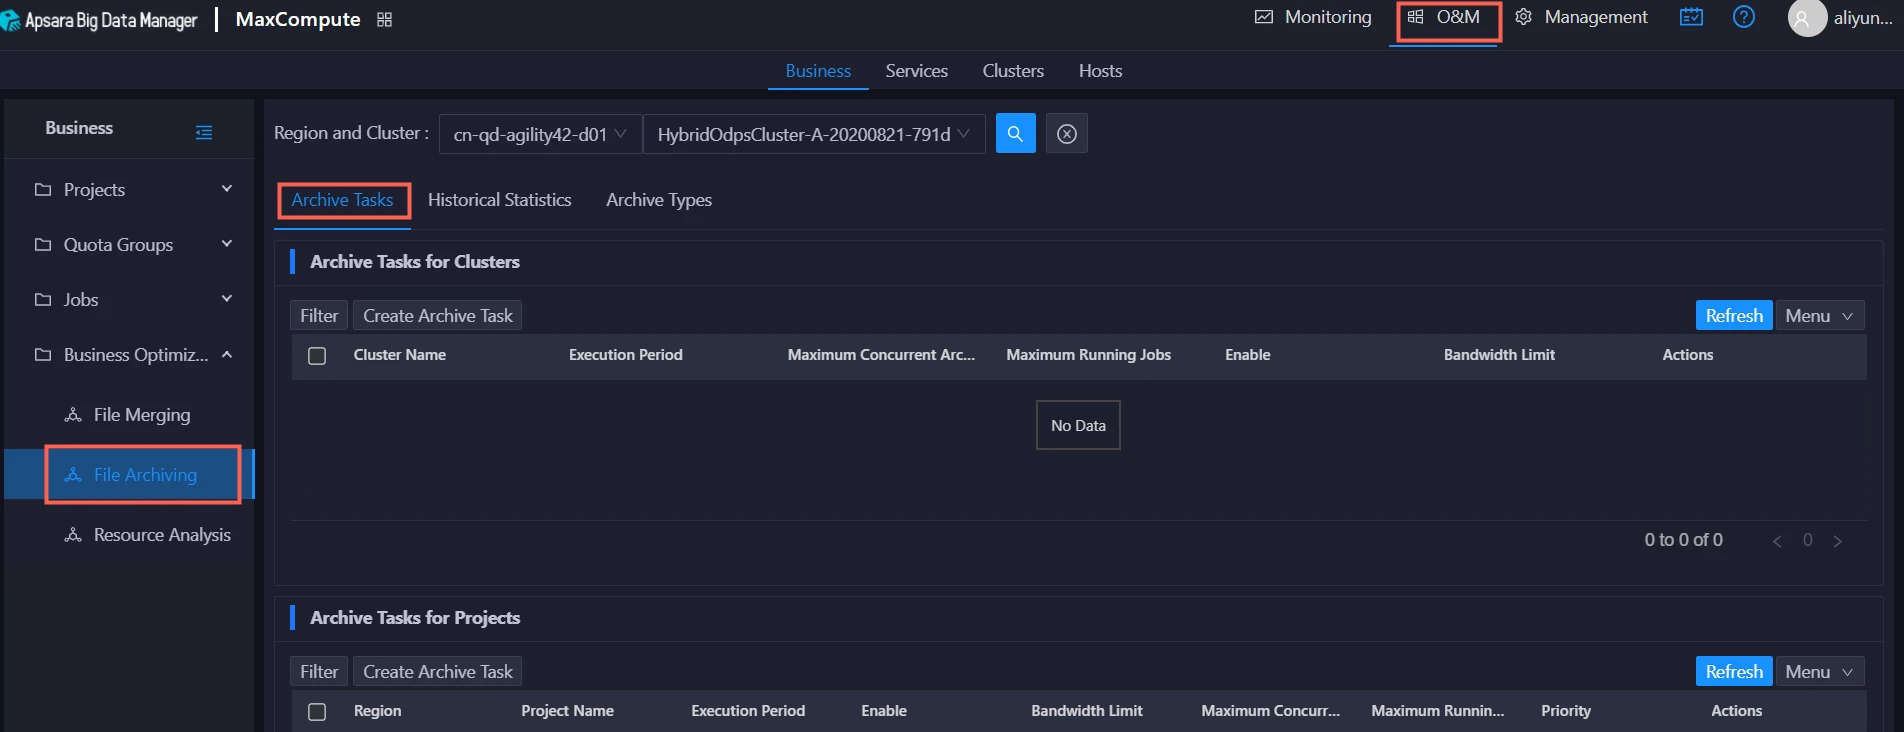 Apsara Big Data Manager | MaxCompute Monitoring O&M Management aliyun...
Business Services Clusters Hosts
Business
Projects
Quota Groups
Jobs
Business Optimiz...
File Merging
File Archiving
Resource Analysis
Region and Cluster : cn-qd-agility42-d01 HybridOdpsCluster-A-20200821-791d
Archive Tasks Historical Statistics Archive Types
Archive Tasks for Clusters
Filter Create Archive Task Refresh Menu
Cluster Name Execution Period Maximum Concurrent Arc... Maximum Running Jobs Enable Bandwidth Limit Actions
No Data
0 to 0 of 0 < 0 >
Archive Tasks for Projects
Filter Create Archive Task Refresh Menu
Region Project Name Execution Period Enable Bandwidth Limit Maximum Concurr... Maximum Runnin... Priority Actions